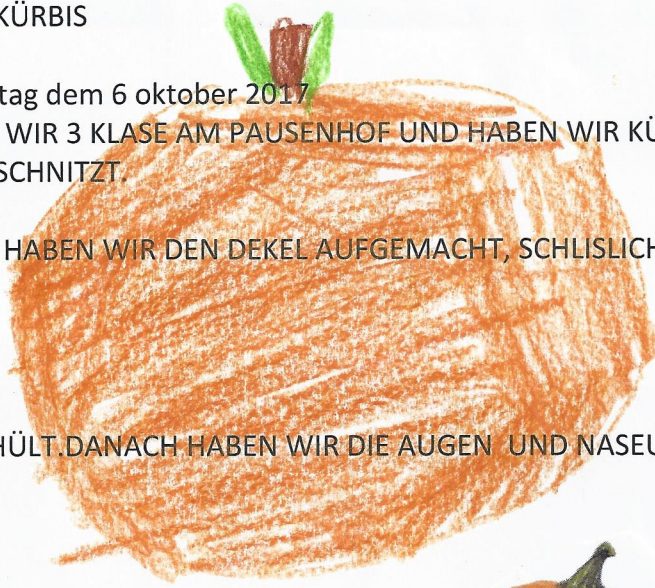 KÜRBIS
tag dem 6 oktober 2017
WIR 3 KLASE AM PAUSENHOF UND HABEN WIR KÜ
SCHNITZT.
HABEN WIR DEN DEKEL AUFGEMACHT, SCHLISLICH
HÜLT.DANACH HABEN WIR DIE AUGEN UND NASEU